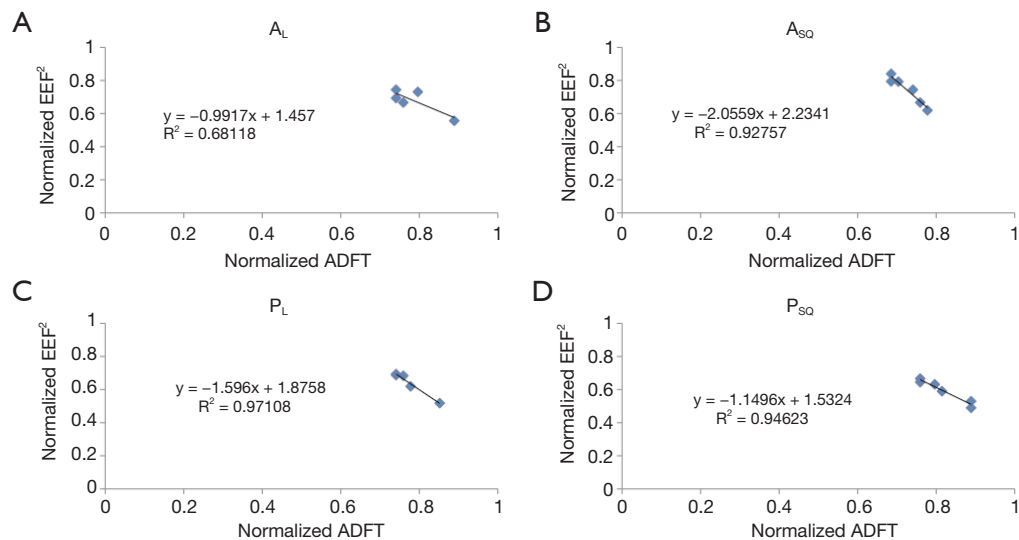 A
A_L
Normalized EEF²
1
0.8
0.6
0.4
0.2
0
y = −0.9917x + 1.457
R² = 0.68118
0 0.2 0.4 0.6 0.8 1
Normalized ADFT
B
A_SQ
Normalized EEF²
1
0.8
0.6
0.4
0.2
0
y = −2.0559x + 2.2341
R² = 0.92757
0 0.2 0.4 0.6 0.8 1
Normalized ADFT
C
P_L
Normalized EEF²
1
0.8
0.6
0.4
0.2
0
y = −1.596x + 1.8758
R² = 0.97108
0 0.2 0.4 0.6 0.8 1
Normalized ADFT
D
P_SQ
Normalized EEF²
1
0.8
0.6
0.4
0.2
0
y = −1.1496x + 1.5324
R² = 0.94623
0 0.2 0.4 0.6 0.8 1
Normalized ADFT